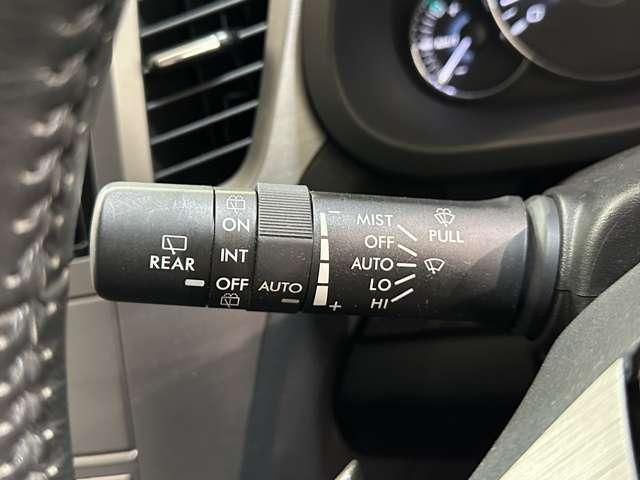 REAR
ON
INT
OFF
AUTO
-
+
MIST
OFF
AUTO
LO
HI
PULL